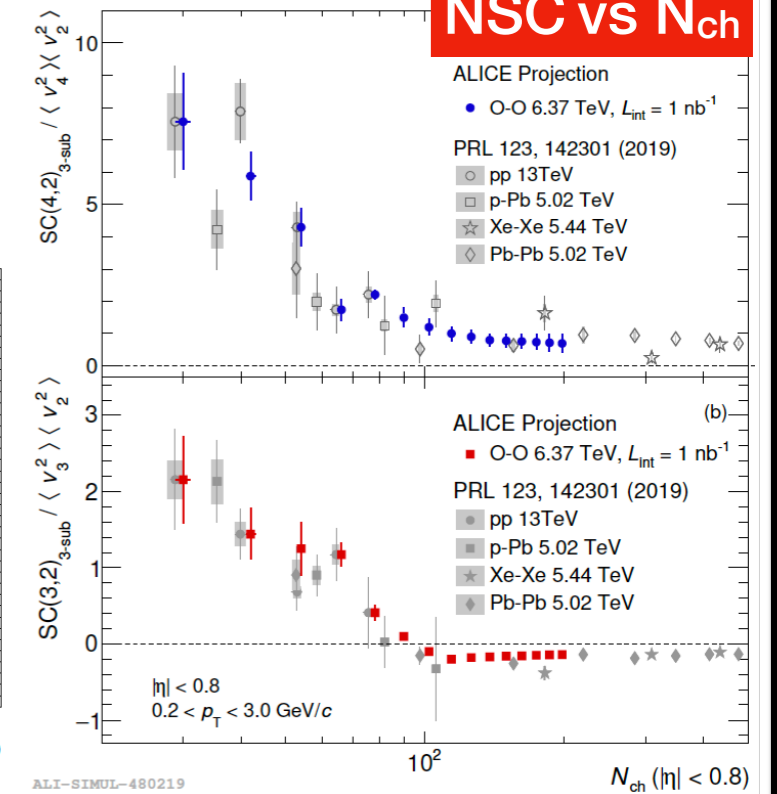 NSC vs Nch
10
5
0
SC(4,2)3-sub / ⟨ v₄² ⟩⟨ v₂² ⟩
ALICE Projection
O-O 6.37 TeV, Lint = 1 nb⁻¹
PRL 123, 142301 (2019)
pp 13TeV
p-Pb 5.02 TeV
Xe-Xe 5.44 TeV
Pb-Pb 5.02 TeV
3
2
1
0
−1
SC(3,2)3-sub / ⟨ v₃² ⟩ ⟨ v₂² ⟩
(b)
ALICE Projection
O-O 6.37 TeV, Lint = 1 nb⁻¹
PRL 123, 142301 (2019)
pp 13TeV
p-Pb 5.02 TeV
Xe-Xe 5.44 TeV
Pb-Pb 5.02 TeV
|η| < 0.8
0.2 < pT < 3.0 GeV/c
10²
Nch (|η| < 0.8)
ALI-SIMUL-480219